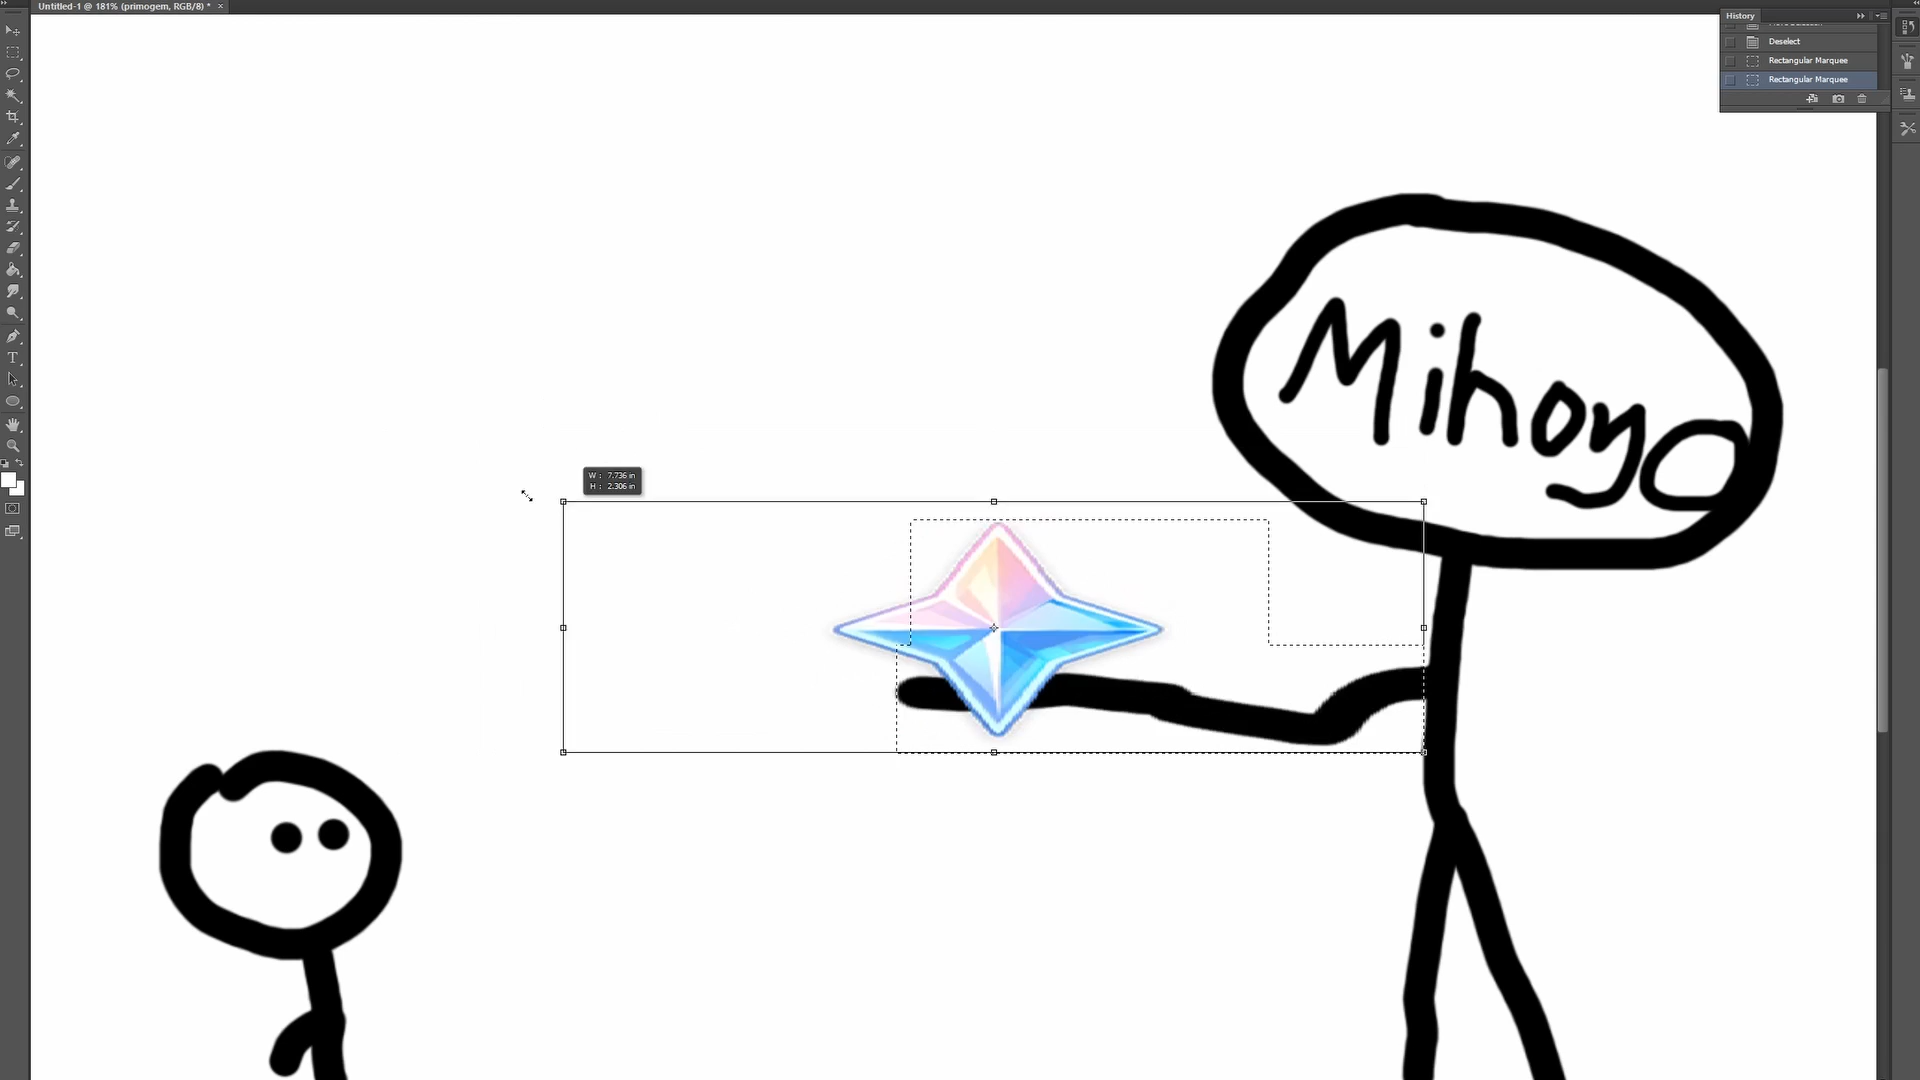 Untitled-1 @ 181% (primogem, RGB/8) *
History
Deselect
Rectangular Marquee
Rectangular Marquee
Mihoyo
W : 7.736 in
H : 2.306 in